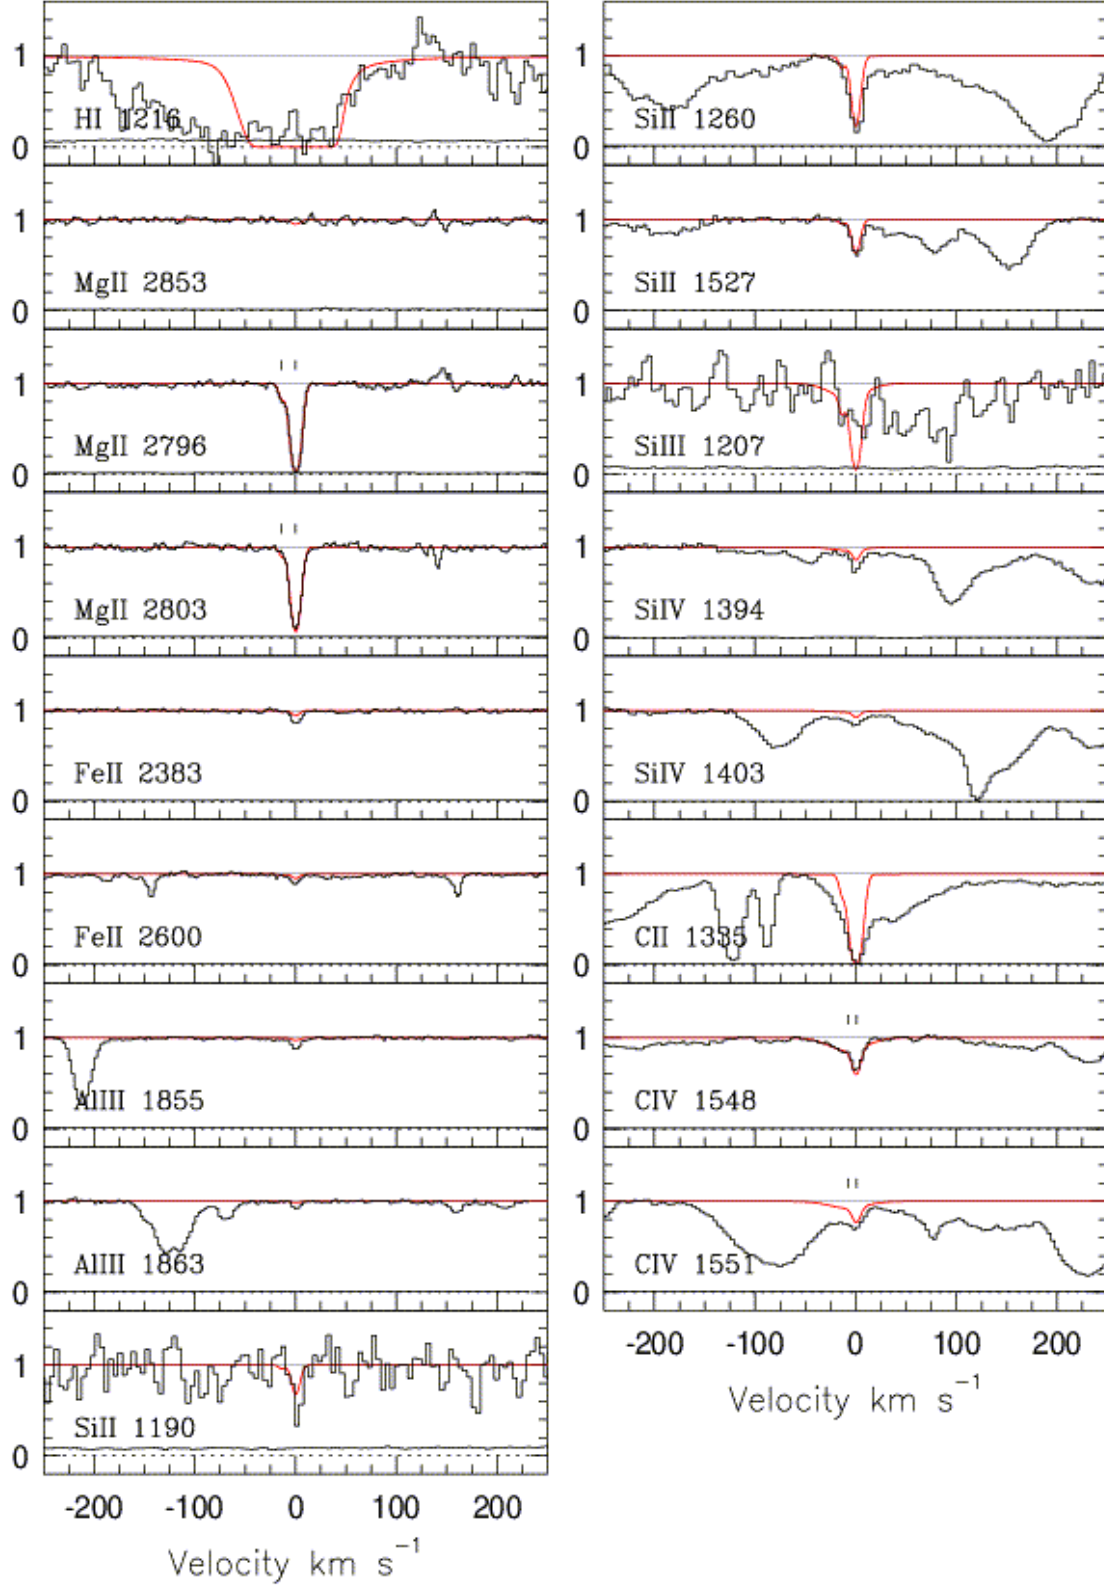 1
0
HI 1216
1
0
MgII 2853
1
0
MgII 2796
1
0
MgII 2803
1
0
FeII 2383
1
0
FeII 2600
1
0
AlIII 1855
1
0
AlIII 1863
1
0
SiII 1190
-200 -100 0 100 200
Velocity km s⁻¹
1
0
SiII 1260
1
0
SiII 1527
1
0
SiIII 1207
1
0
SiIV 1394
1
0
SiIV 1403
1
0
CII 1335
1
0
CIV 1548
1
0
CIV 1551
-200 -100 0 100 200
Velocity km s⁻¹